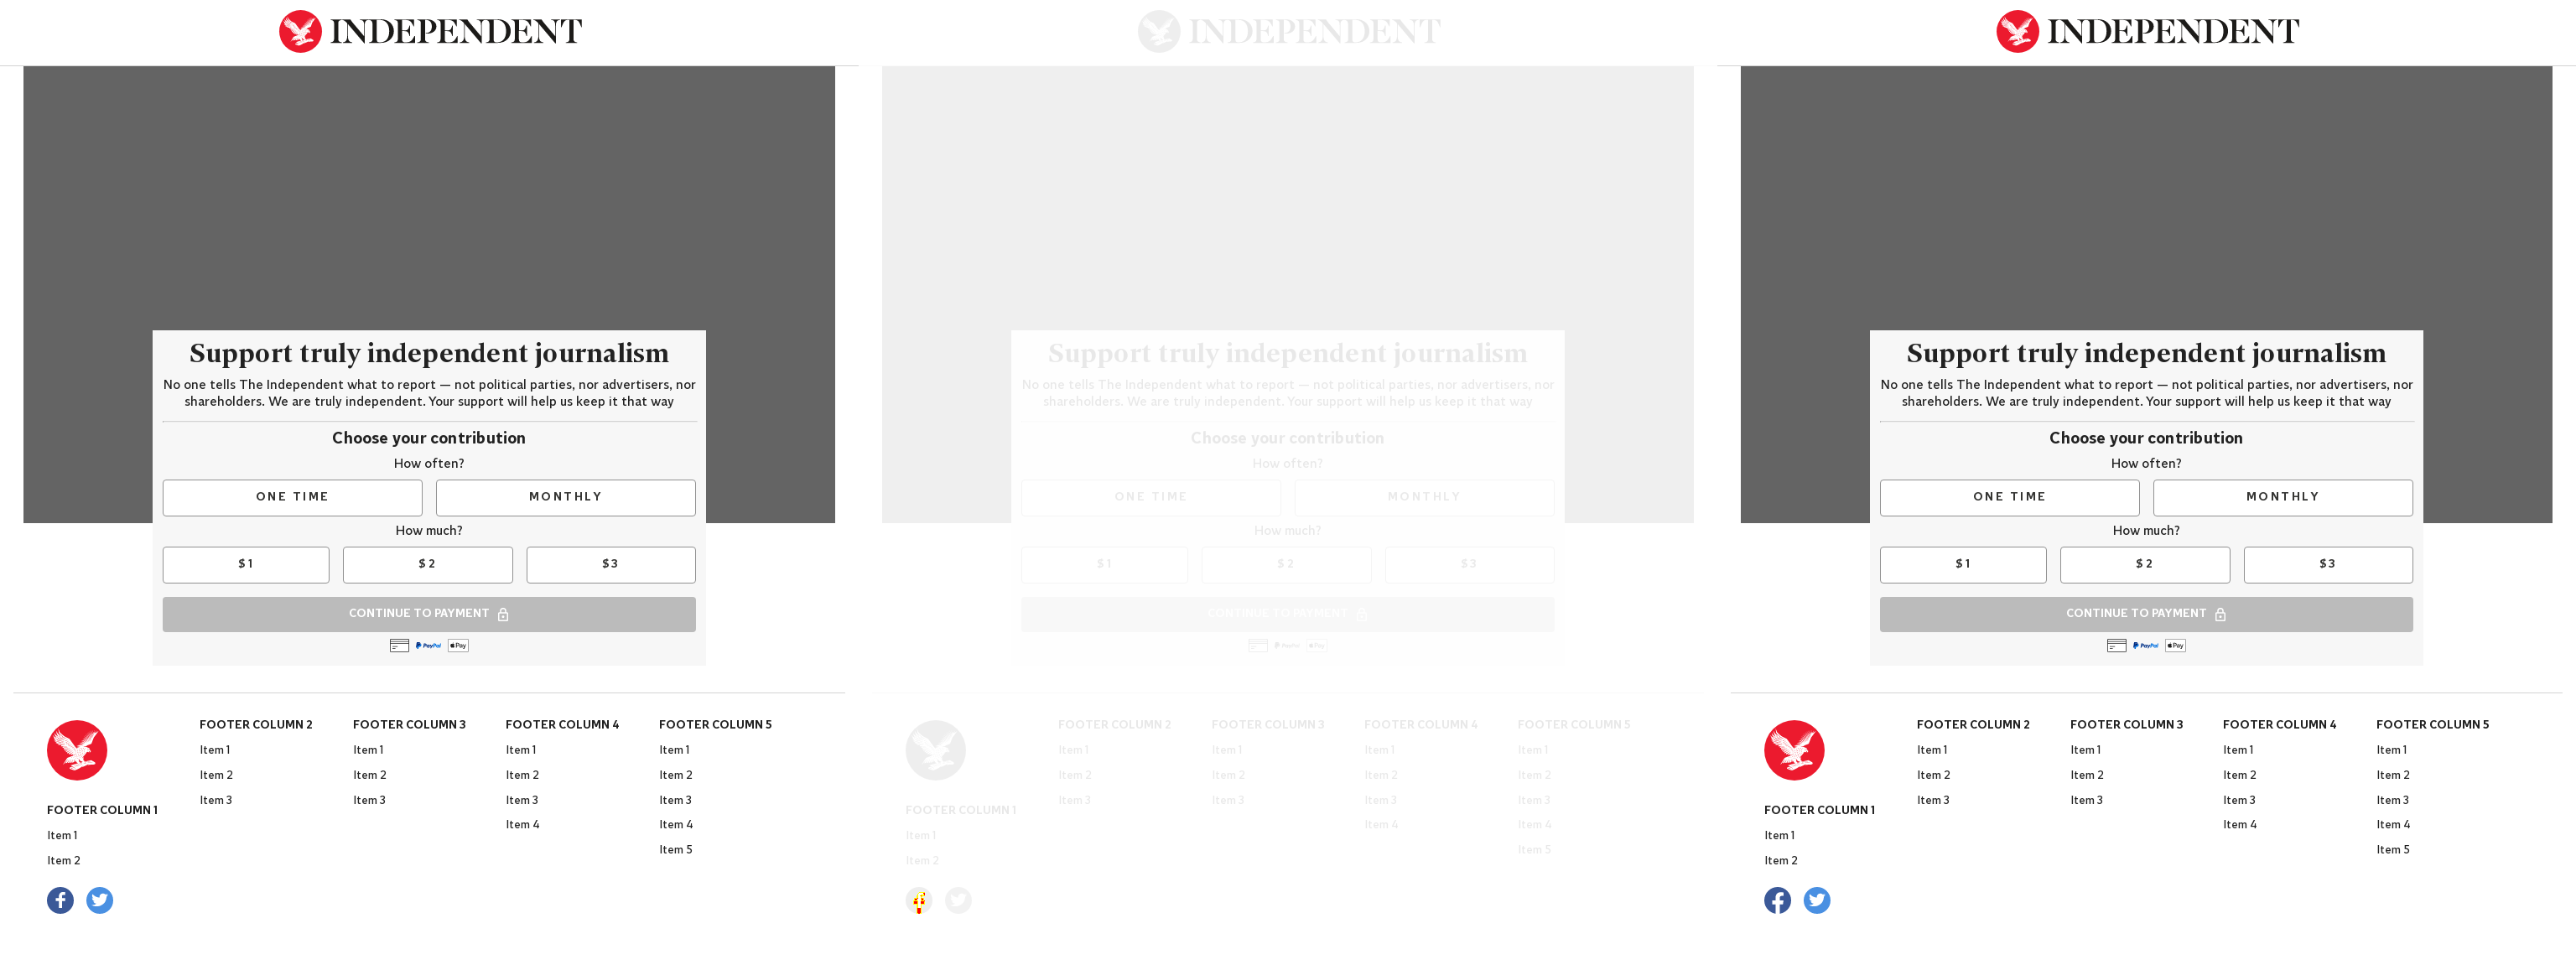 INDEPENDENT
Support truly independent journalism
No one tells The Independent what to report — not political parties, nor advertisers, nor
shareholders. We are truly independent. Your support will help us keep it that way
Choose your contribution
How often?
ONE TIME
MONTHLY
How much?
$1
$2
$3
CONTINUE TO PAYMENT
PayPal
Pay
FOOTER COLUMN 1
Item 1
Item 2
FOOTER COLUMN 2
Item 1
Item 2
Item 3
FOOTER COLUMN 3
Item 1
Item 2
Item 3
FOOTER COLUMN 4
Item 1
Item 2
Item 3
Item 4
FOOTER COLUMN 5
Item 1
Item 2
Item 3
Item 4
Item 5
INDEPENDENT
Support truly independent journalism
No one tells The Independent what to report — not political parties, nor advertisers, nor
shareholders. We are truly independent. Your support will help us keep it that way
Choose your contribution
How often?
ONE TIME
MONTHLY
How much?
$1
$2
$3
CONTINUE TO PAYMENT
PayPal
Pay
FOOTER COLUMN 1
Item 1
Item 2
FOOTER COLUMN 2
Item 1
Item 2
Item 3
FOOTER COLUMN 3
Item 1
Item 2
Item 3
FOOTER COLUMN 4
Item 1
Item 2
Item 3
Item 4
FOOTER COLUMN 5
Item 1
Item 2
Item 3
Item 4
Item 5
INDEPENDENT
Support truly independent journalism
No one tells The Independent what to report — not political parties, nor advertisers, nor
shareholders. We are truly independent. Your support will help us keep it that way
Choose your contribution
How often?
ONE TIME
MONTHLY
How much?
$1
$2
$3
CONTINUE TO PAYMENT
PayPal
Pay
FOOTER COLUMN 1
Item 1
Item 2
FOOTER COLUMN 2
Item 1
Item 2
Item 3
FOOTER COLUMN 3
Item 1
Item 2
Item 3
FOOTER COLUMN 4
Item 1
Item 2
Item 3
Item 4
FOOTER COLUMN 5
Item 1
Item 2
Item 3
Item 4
Item 5